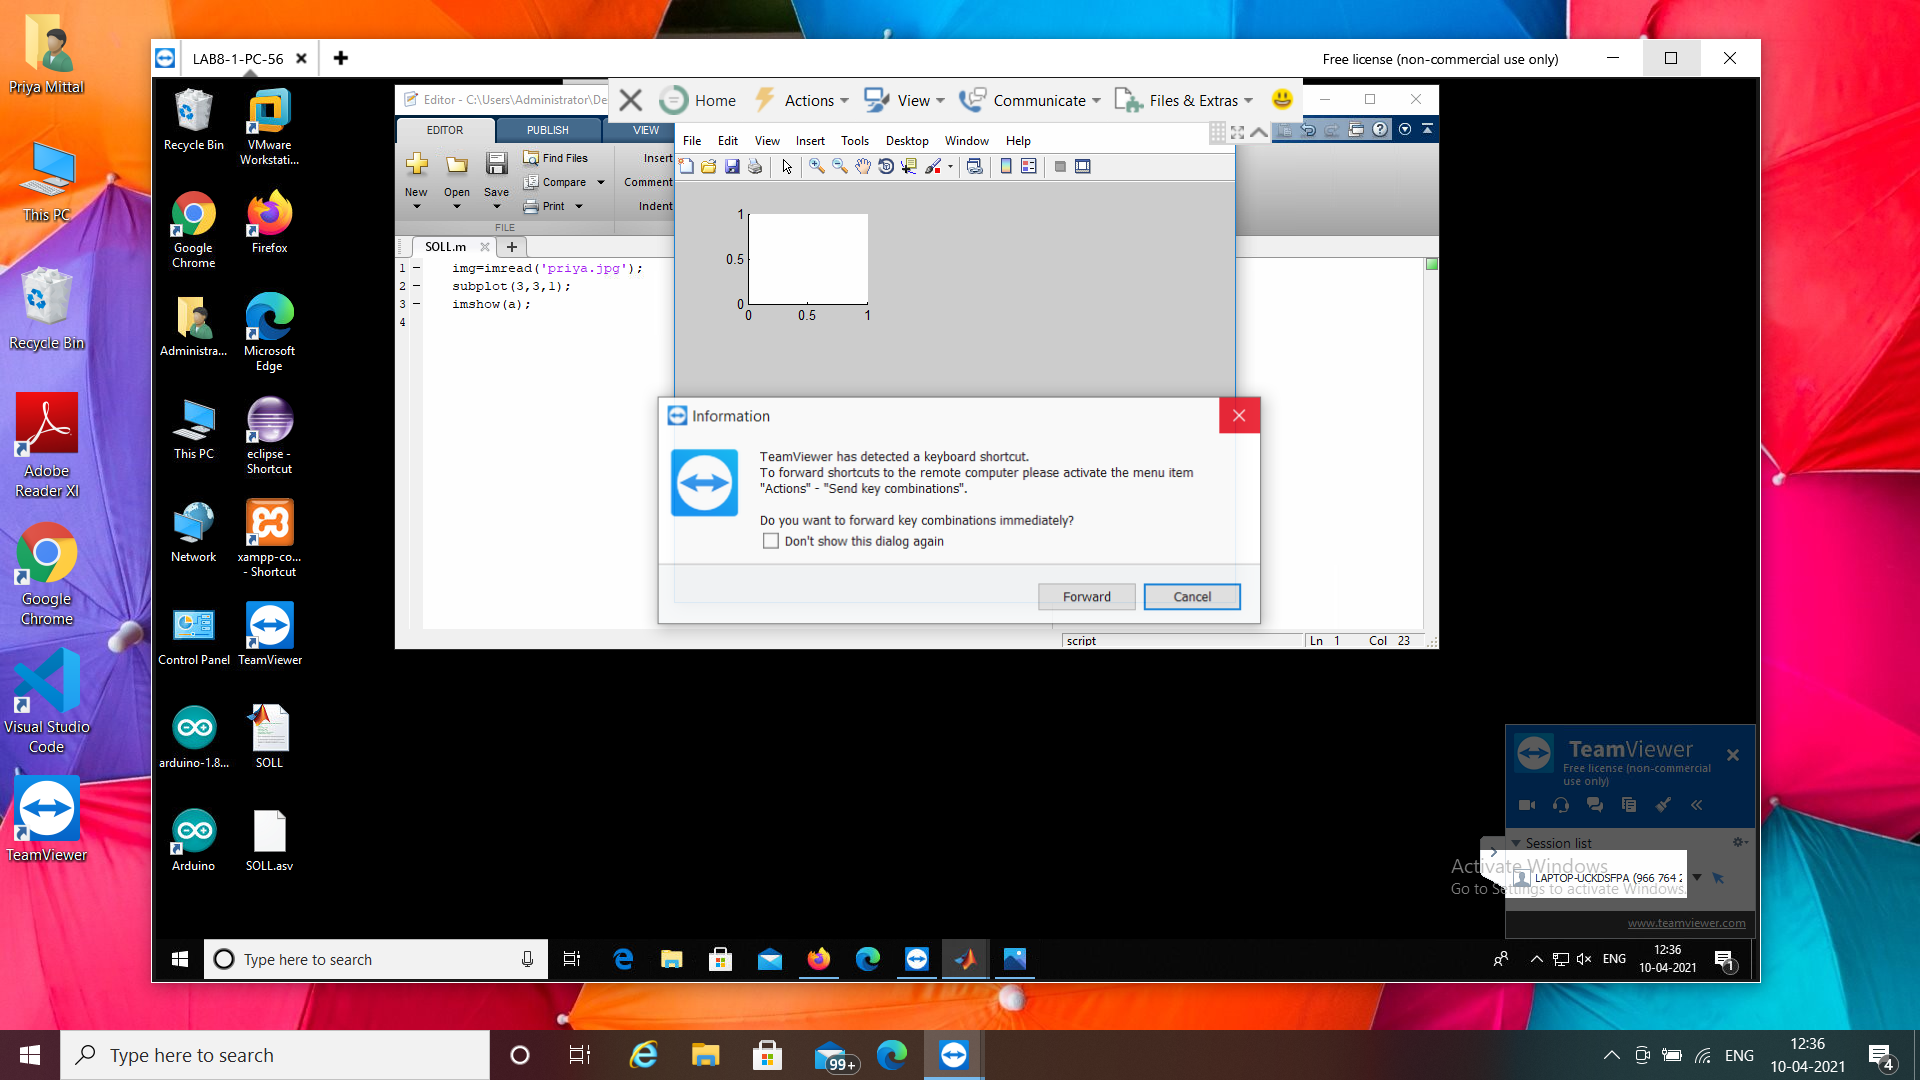 Priya Mittal
This PC
Recycle Bin
Adobe
Reader XI
Google
Chrome
Visual Studio
Code
TeamViewer
LAB8-1-PC-56
Free license (non-commercial use only)
Recycle Bin
VMware
Workstati...
Google
Chrome
Firefox
Administra...
Microsoft
Edge
This PC
eclipse -
Shortcut
Network
xampp-co...
- Shortcut
Control Panel
TeamViewer
arduino-1.8...
SOLL
Arduino
SOLL.asv
Editor - C:\Users\Administrator\De
Home
Actions
View
Communicate
Files & Extras
EDITOR
PUBLISH
VIEW
New
Open
Save
Find Files
Compare
Print
Insert
Comment
Indent
FILE
File Edit View Insert Tools Desktop Window Help
SOLL.m
1 img=imread('priya.jpg');
2 subplot(3,3,1);
3 imshow(a);
4
1
0.5
0
0 0.5 1
Information
TeamViewer has detected a keyboard shortcut.
To forward shortcuts to the remote computer please activate the menu item
"Actions" - "Send key combinations".
Do you want to forward key combinations immediately?
Don't show this dialog again
Forward
Cancel
script
Ln 1 Col 23
TeamViewer
Free license (non-commercial
use only)
Session list
LAPTOP-UCKDSFPA (966 764 2
Activate Windows
Go to Settings to activate Windows.
www.teamviewer.com
Type here to search
ENG
12:36
10-04-2021
1
Type here to search
99+
ENG
12:36
10-04-2021
4